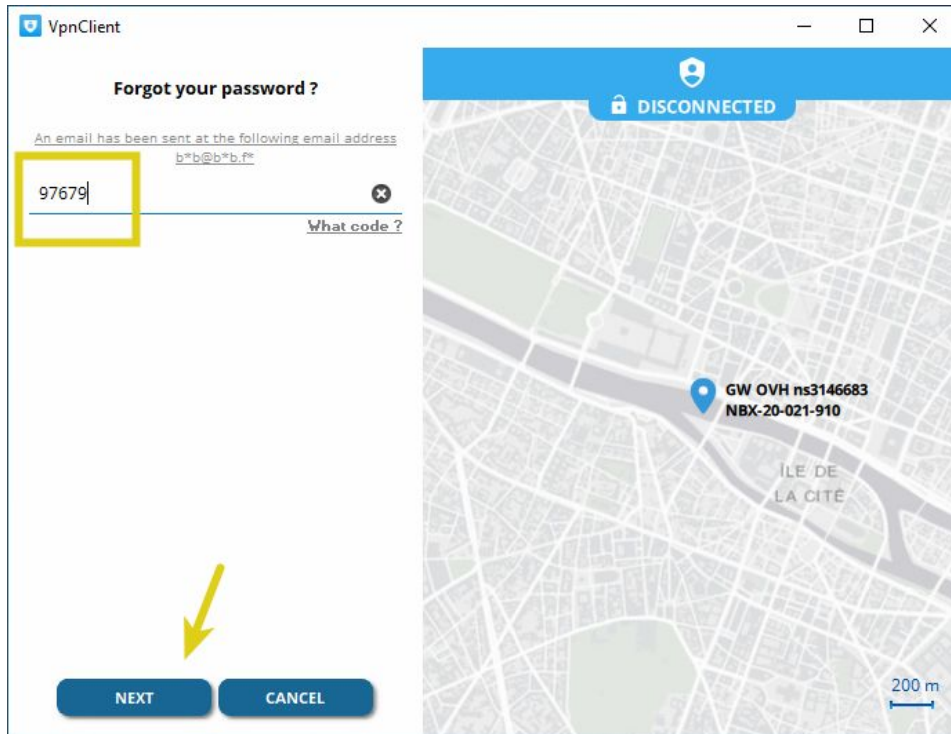 VpnClient
Forgot your password ?
An email has been sent at the following email address
b*b@b*b.f*
97679
What code ?
NEXT
CANCEL
DISCONNECTED
GW OVH ns3146683
NBX-20-021-910
ÎLE DE
LA CITÉ
200 m